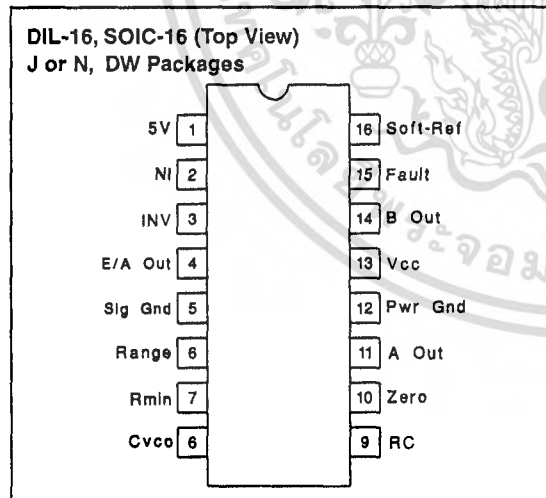 DIL-16, SOIC-16 (Top View)
J or N, DW Packages
5V 1
NI 2
INV 3
E/A Out 4
Sig Gnd 5
Range 6
Rmin 7
Cvco 6
16 Soft-Ref
15 Fault
14 B Out
13 Vcc
12 Pwr Gnd
11 A Out
10 Zero
9 RC